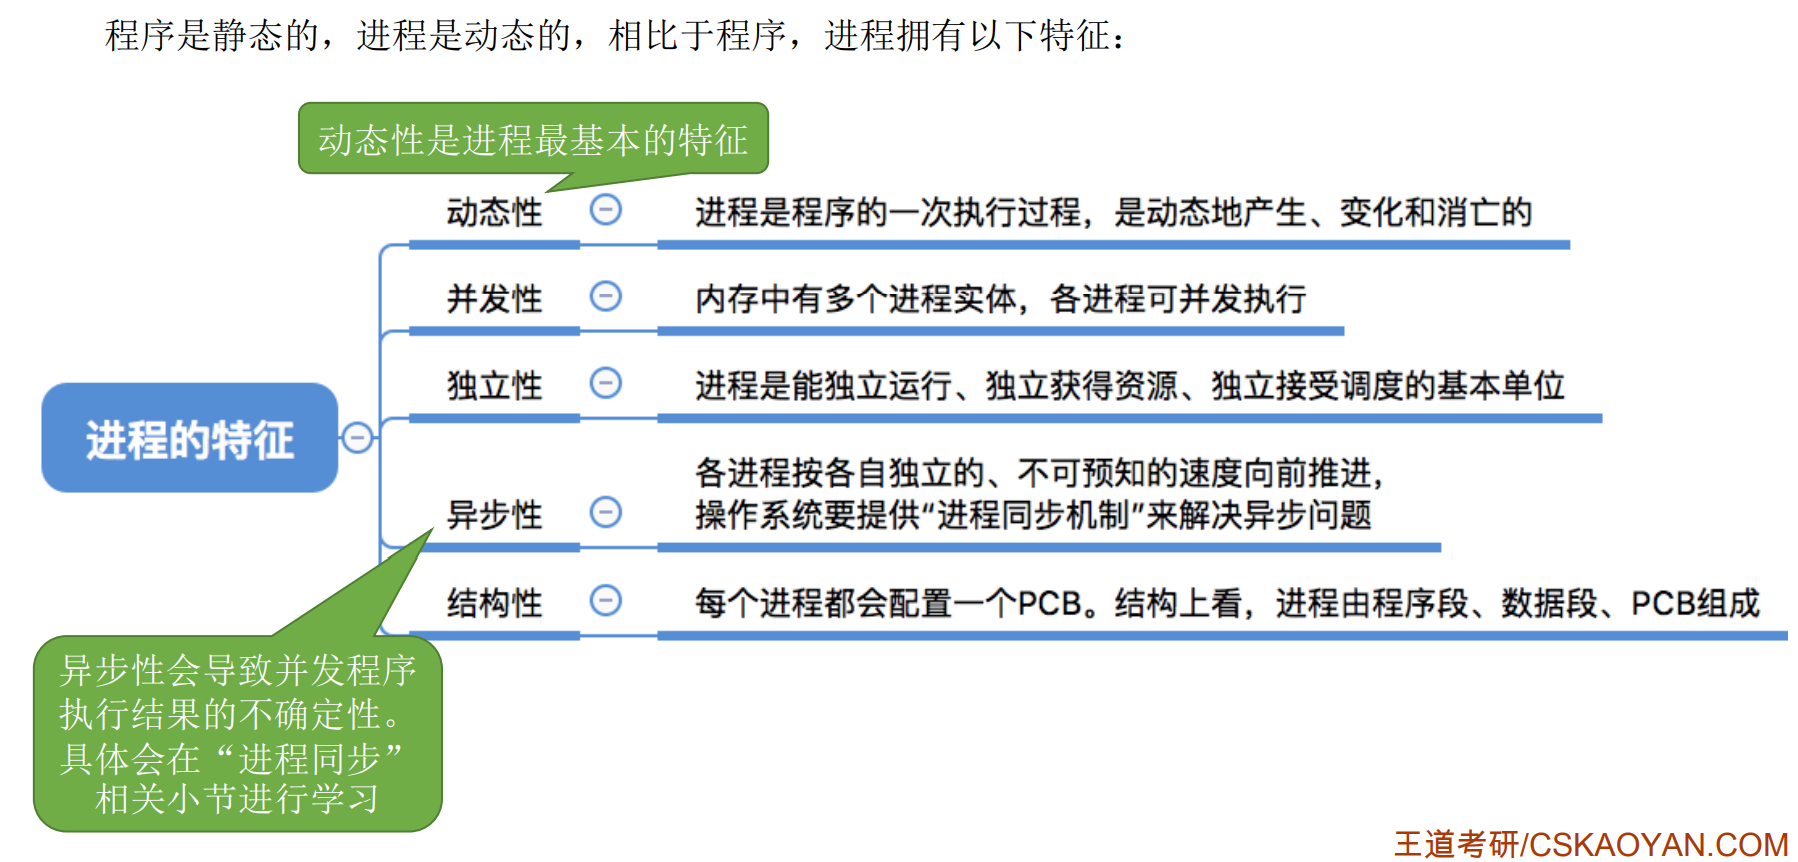 程序是静态的，进程是动态的，相比于程序，进程拥有以下特征：
动态性是进程最基本的特征
动态性
进程是程序的一次执行过程，是动态地产生、变化和消亡的
并发性
内存中有多个进程实体，各进程可并发执行
独立性
进程是能独立运行、独立获得资源、独立接受调度的基本单位
进程的特征
异步性
各进程按各自独立的、不可预知的速度向前推进，
操作系统要提供“进程同步机制”来解决异步问题
结构性
每个进程都会配置一个PCB。结构上看，进程由程序段、数据段、PCB组成
异步性会导致并发程序
执行结果的不确定性。
具体会在“进程同步”
相关小节进行学习
王道考研/CSKAOYAN.COM